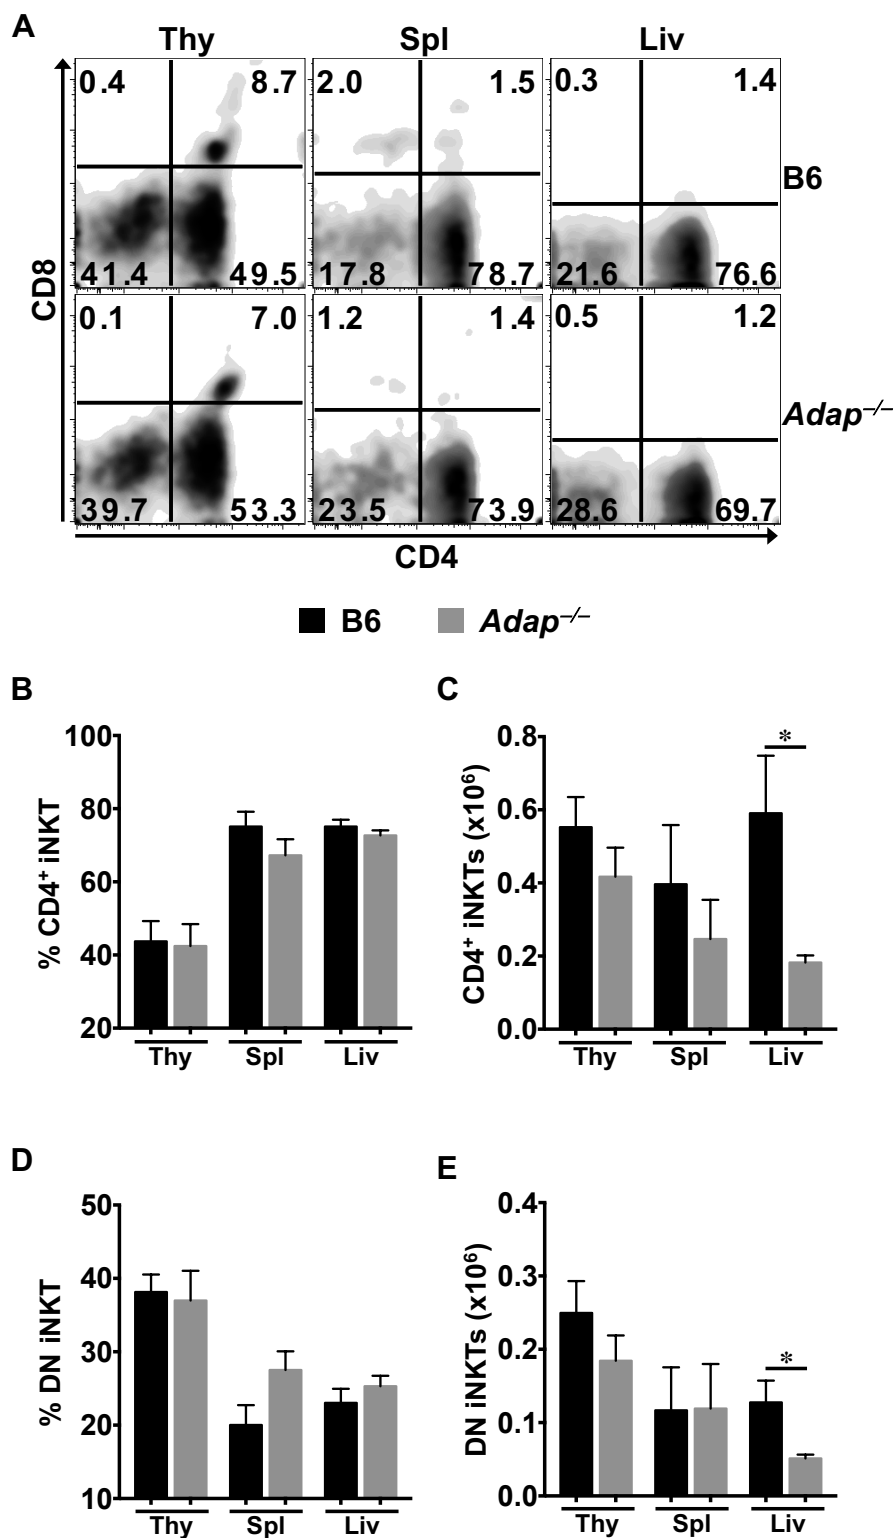 A
Thy Spl Liv
0.4 8.7 2.0 1.5 0.3 1.4
B6
41.4 49.5 17.8 78.7 21.6 76.6
CD8
0.1 7.0 1.2 1.4 0.5 1.2
Adap–/–
39.7 53.3 23.5 73.9 28.6 69.7
CD4
B6 Adap–/–
B
% CD4+ iNKT
100
80
60
40
20
Thy Spl Liv
C
CD4+ iNKTs (x10⁶)
0.8
0.6
0.4
0.2
0.0
*
Thy Spl Liv
D
% DN iNKT
50
40
30
20
10
Thy Spl Liv
E
DN iNKTs (x10⁶)
0.4
0.3
0.2
0.1
0.0
*
Thy Spl Liv